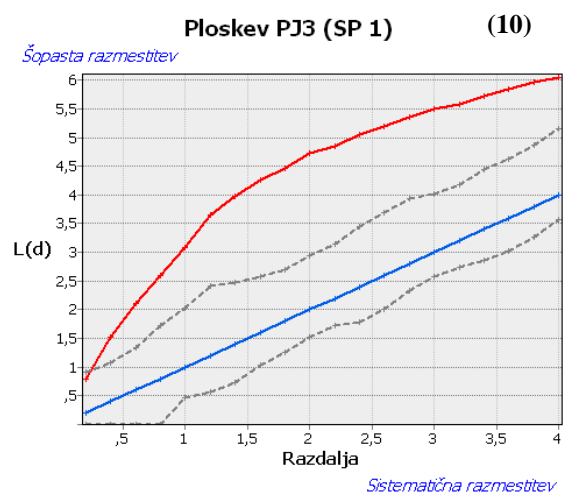 Ploskev PJ3 (SP 1) (10)
Šopasta razmestitev
6
5,5
5
4,5
4
3,5
L(d)
3
2,5
2
1,5
1
,5
,5 1 1,5 2 2,5 3 3,5 4
Razdalja
Sistematična razmestitev